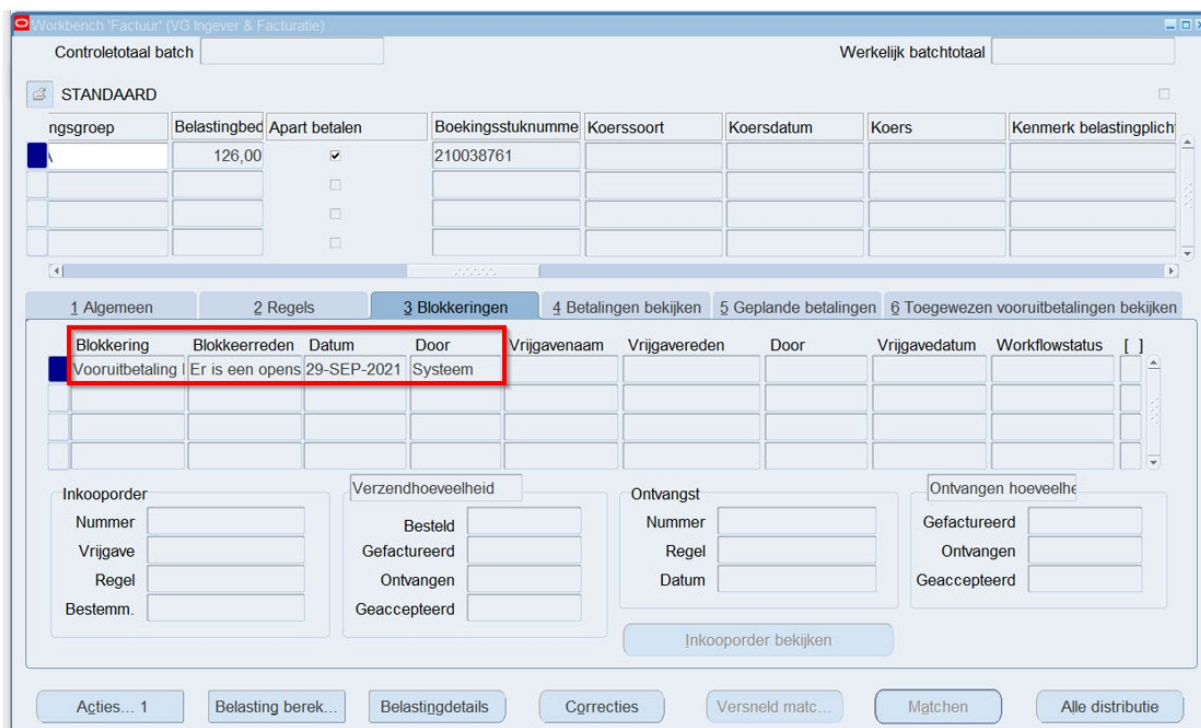 Workbench 'Factuur' (VG Ingever & Facturatie)
Controletotaal batch Werkelijk batchtotaal
STANDAARD
ngsgroep Belastingbed Apart betalen Boekingsstuknumme Koerssoort Koersdatum Koers Kenmerk belastingplich
126,00 210038761
1 Algemeen 2 Regels 3 Blokkeringen 4 Betalingen bekijken 5 Geplande betalingen 6 Toegewezen vooruitbetalingen bekijken
Blokkering Blokkeerreden Datum Door Vrijgavenaam Vrijgavereden Door Vrijgavedatum Workflowstatus [ ]
Vooruitbetaling Er is een opens 29-SEP-2021 Systeem
Inkooporder Verzendhoeveelheid Ontvangst Ontvangen hoeveelhe
Nummer Besteld Nummer Gefactureerd
Vrijgave Gefactureerd Regel Ontvangen
Regel Ontvangen Datum Geaccepteerd
Bestemm. Geaccepteerd
Inkooporder bekijken
Acties... 1 Belasting berek... Belastingdetails Correcties Versneld matc... Matchen Alle distributie